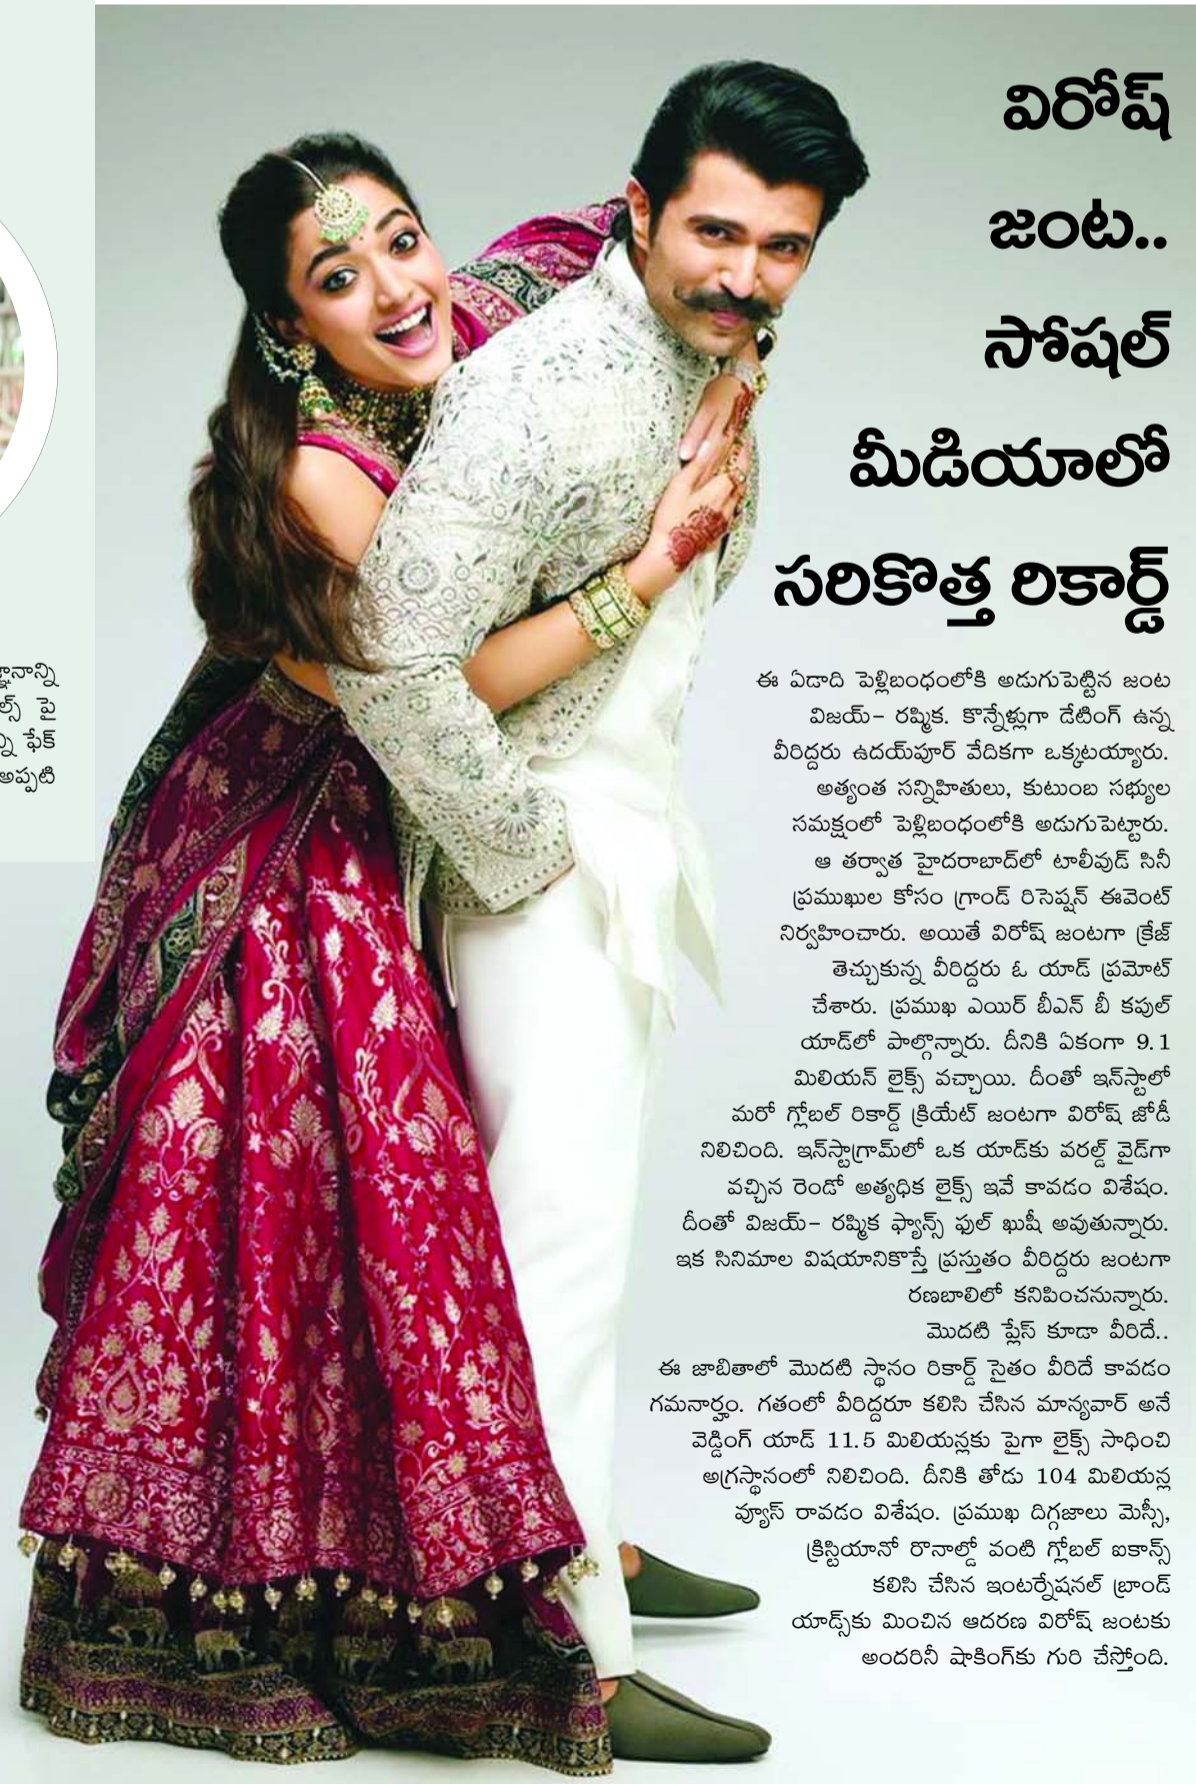 విరోష్
జంట..
సోషల్
మీడియాలో
సరికొత్త రికార్డ్
ఈ ఏడాది పెళ్లిబంధంలోకి అడుగుపెట్టిన జంట
విజయ్- రష్మిక. కొన్నేళ్లుగా డేటింగ్ ఉన్న
వీరిద్దరు ఉదయ్‌పూర్ వేదికగా ఒక్కటయ్యారు.
అత్యంత సన్నిహితులు, కుటుంబ సభ్యుల
సమక్షంలో పెళ్లిబంధంలోకి అడుగుపెట్టారు.
ఆ తర్వాత హైదరాబాద్‌లో టాలీవుడ్ సినీ
ప్రముఖుల కోసం గ్రాండ్ రిసెప్షన్ ఈవెంట్
నిర్వహించారు. అయితే విరోష్ జంటగా క్రేజ్
తెచ్చుకున్న వీరిద్దరు ఓ యాడ్ ప్రమోట్
చేశారు. ప్రముఖ ఎయిర్ బీఎన్ బీ కపుల్
యాడ్‌లో పాల్గొన్నారు. దీనికి ఏకంగా 9.1
మిలియన్ లైక్స్ వచ్చాయి. దీంతో ఇన్‌స్టాలో
మరో గ్లోబల్ రికార్డ్ క్రియేట్ జంటగా విరోష్ జోడీ
నిలిచింది. ఇన్‌స్టాగ్రామ్‌లో ఒక యాడ్‌కు వరల్డ్ వైడ్‌గా
వచ్చిన రెండో అత్యధిక లైక్స్ ఇవే కావడం విశేషం.
దీంతో విజయ్- రష్మిక ఫ్యాన్స్ ఫుల్ ఖుషీ అవుతున్నారు.
ఇక సినిమాల విషయానికొస్తే ప్రస్తుతం వీరిద్దరు జంటగా
రణబాలిలో కనిపించనున్నారు.
మొదటి ప్లేస్ కూడా వీరిదే..
ఈ జాబితాలో మొదటి స్థానం రికార్డ్ సైతం వీరిదే కావడం
గమనార్హం. గతంలో వీరిద్దరూ కలిసి చేసిన మాన్యవార్ అనే
వెడ్డింగ్ యాడ్ 11.5 మిలియన్లకు పైగా లైక్స్ సాధించి
అగ్రస్థానంలో నిలిచింది. దీనికి తోడు 104 మిలియన్ల
వ్యూస్ రావడం విశేషం. ప్రముఖ దిగ్గజాలు మెస్సీ,
క్రిస్టియానో రొనాల్డో వంటి గ్లోబల్ ఐకాన్స్
కలిసి చేసిన ఇంటర్నేషనల్ బ్రాండ్
యాడ్స్‌కు మించిన ఆదరణ విరోష్ జంటకు
అందరినీ షాకింగ్‌కు గురి చేస్తోంది.
ల్స్ పై
ఫేక్
అప్పటి